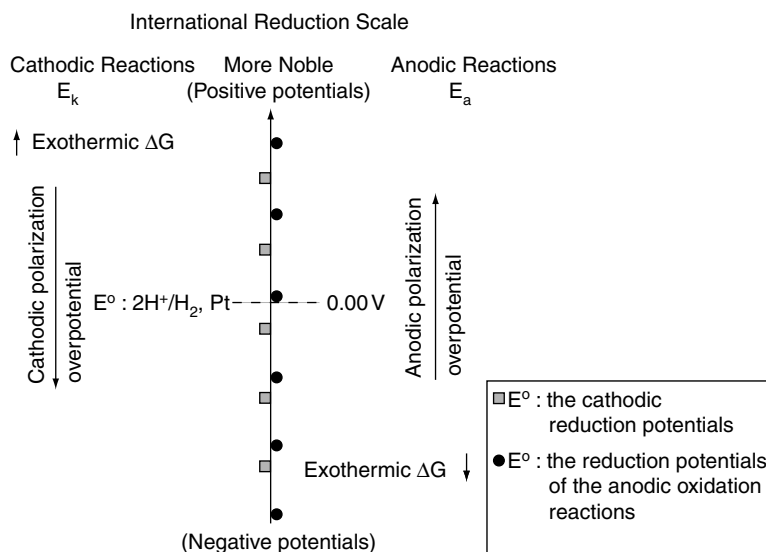 International Reduction Scale
Cathodic Reactions
E_k
More Noble
(Positive potentials)
Anodic Reactions
E_a
Exothermic ΔG
Cathodic polarization
overpotential
E° : 2H⁺/H₂, Pt
0.00 V
Anodic polarization
overpotential
Exothermic ΔG
(Negative potentials)
E° : the cathodic
reduction potentials
E° : the reduction potentials
of the anodic oxidation
reactions